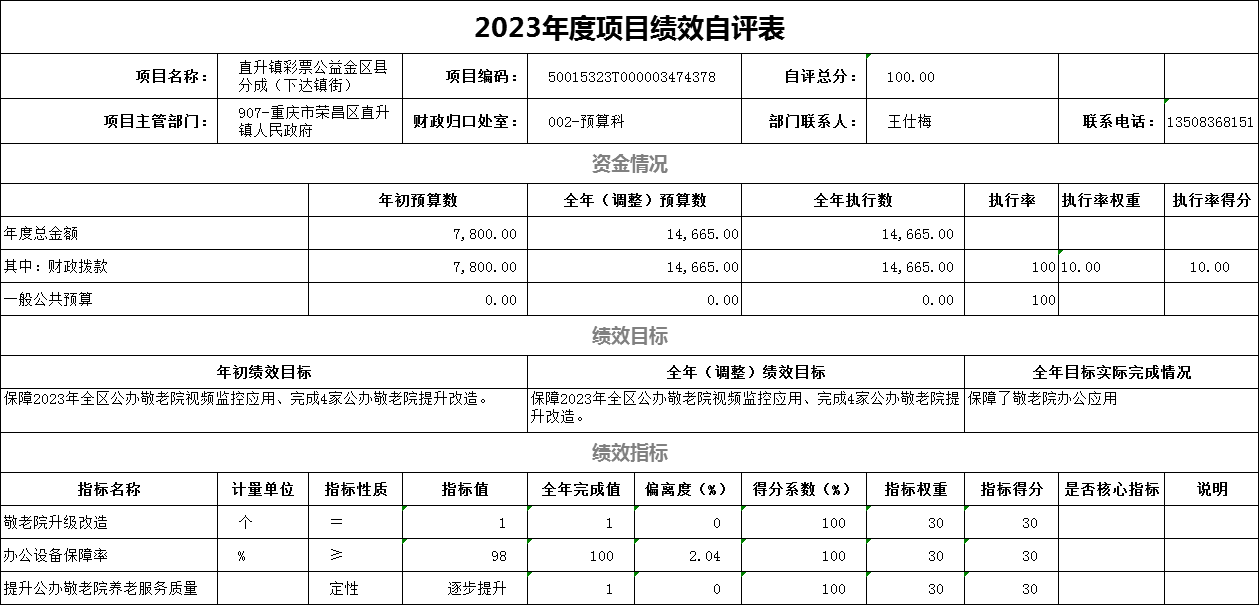 2023年度项目绩效自评表
项目名称： 直升镇彩票公益金区县分成（下达镇街） 项目编码： 50015323T000003474378 自评总分： 100.00
项目主管部门： 907-重庆市荣昌区直升镇人民政府 财政归口处室： 002-预算科 部门联系人： 王仕梅 联系电话： 13508368151
资金情况
年初预算数 全年（调整）预算数 全年执行数 执行率 执行率权重 执行率得分
年度总金额 7,800.00 14,665.00 14,665.00
其中：财政拨款 7,800.00 14,665.00 14,665.00 100 10.00 10.00
一般公共预算 0.00 0.00 0.00 100
绩效目标
年初绩效目标 全年（调整）绩效目标 全年目标实际完成情况
保障2023年全区公办敬老院视频监控应用、完成4家公办敬老院提升改造。 保障2023年全区公办敬老院视频监控应用、完成4家公办敬老院提升改造。 保障了敬老院办公应用
绩效指标
指标名称 计量单位 指标性质 指标值 全年完成值 偏离度（%） 得分系数（%） 指标权重 指标得分 是否核心指标 说明
敬老院升级改造 个 ＝ 1 1 0 100 30 30
办公设备保障率 % ≥ 98 100 2.04 100 30 30
提升公办敬老院养老服务质量 定性 逐步提升 1 0 100 30 30